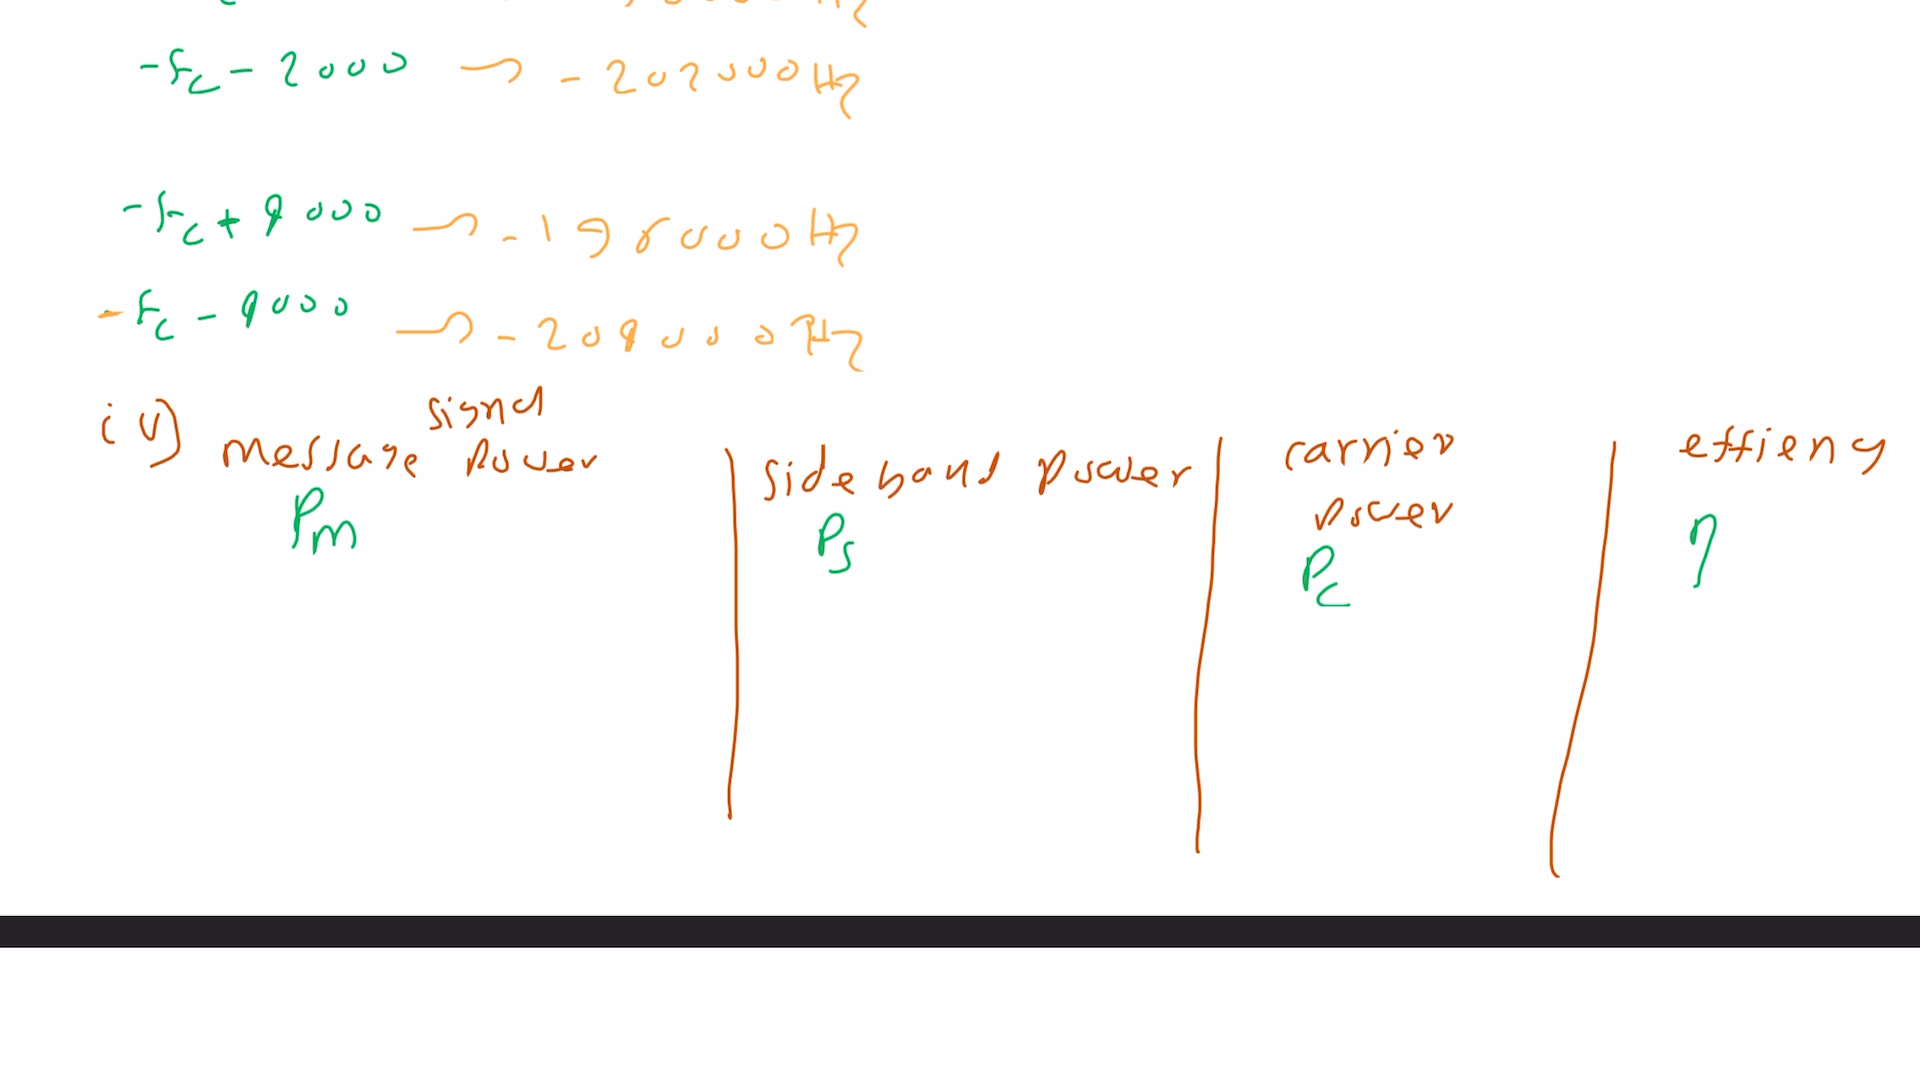 -fc - 2000 → -202000Hz
-fc + 4000 → -196000Hz
-fc - 4000 → -204000Hz
iv) message signal power
Pm
side band power
Ps
carrier power
Pc
effieny
η